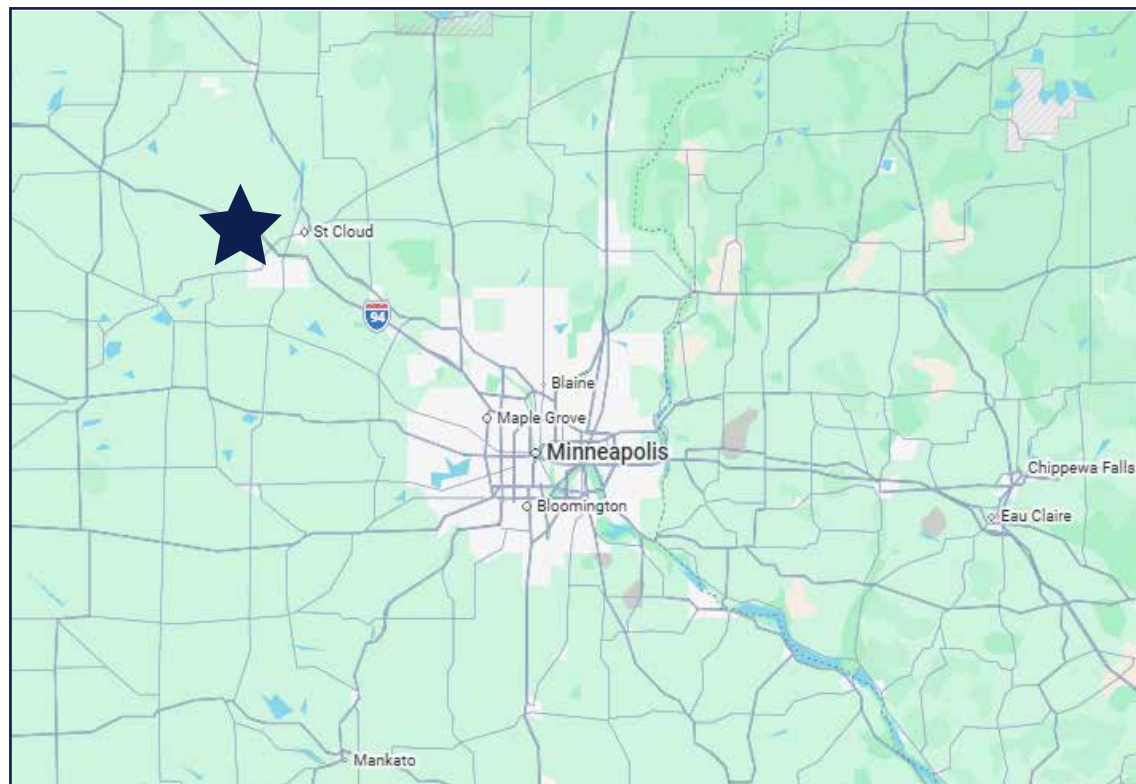 St Cloud
94
Blaine
Maple Grove
Minneapolis
Chippewa Falls
Bloomington
Eau Claire
Mankato